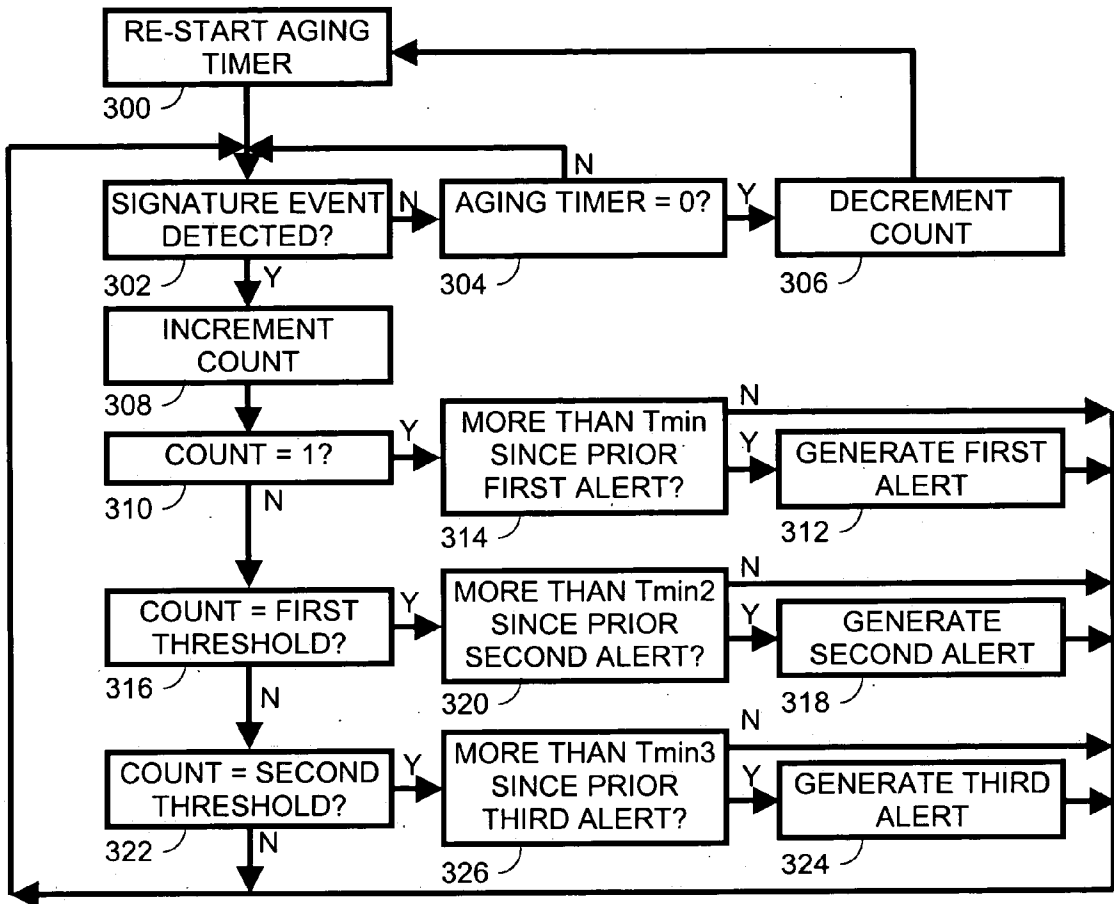 RE-START AGING
TIMER
300
N
SIGNATURE EVENT
DETECTED?
302
N
AGING TIMER = 0?
304
Y
DECREMENT
COUNT
306
Y
INCREMENT
COUNT
308
COUNT = 1?
310
Y
MORE THAN Tmin
SINCE PRIOR
FIRST ALERT?
314
N
Y
GENERATE FIRST
ALERT
312
N
COUNT = FIRST
THRESHOLD?
316
Y
MORE THAN Tmin2
SINCE PRIOR
SECOND ALERT?
320
N
Y
GENERATE
SECOND ALERT
318
N
COUNT = SECOND
THRESHOLD?
322
Y
MORE THAN Tmin3
SINCE PRIOR
THIRD ALERT?
326
N
Y
GENERATE THIRD
ALERT
324
N